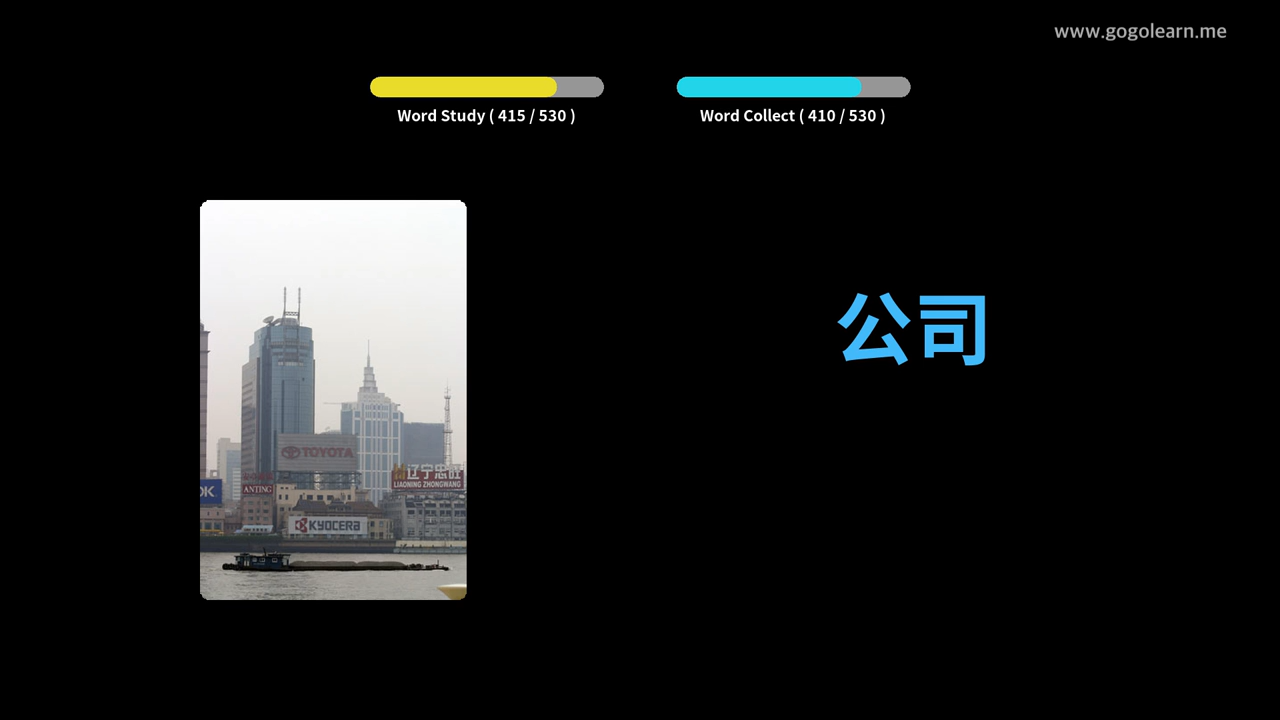 www.gogolearn.me
Word Study ( 415 / 530 )
Word Collect ( 410 / 530 )
公司
TOYOTA
辽宁忠旺
LIAONING ZHONGWANG
ANTING
OK
KYOCERA